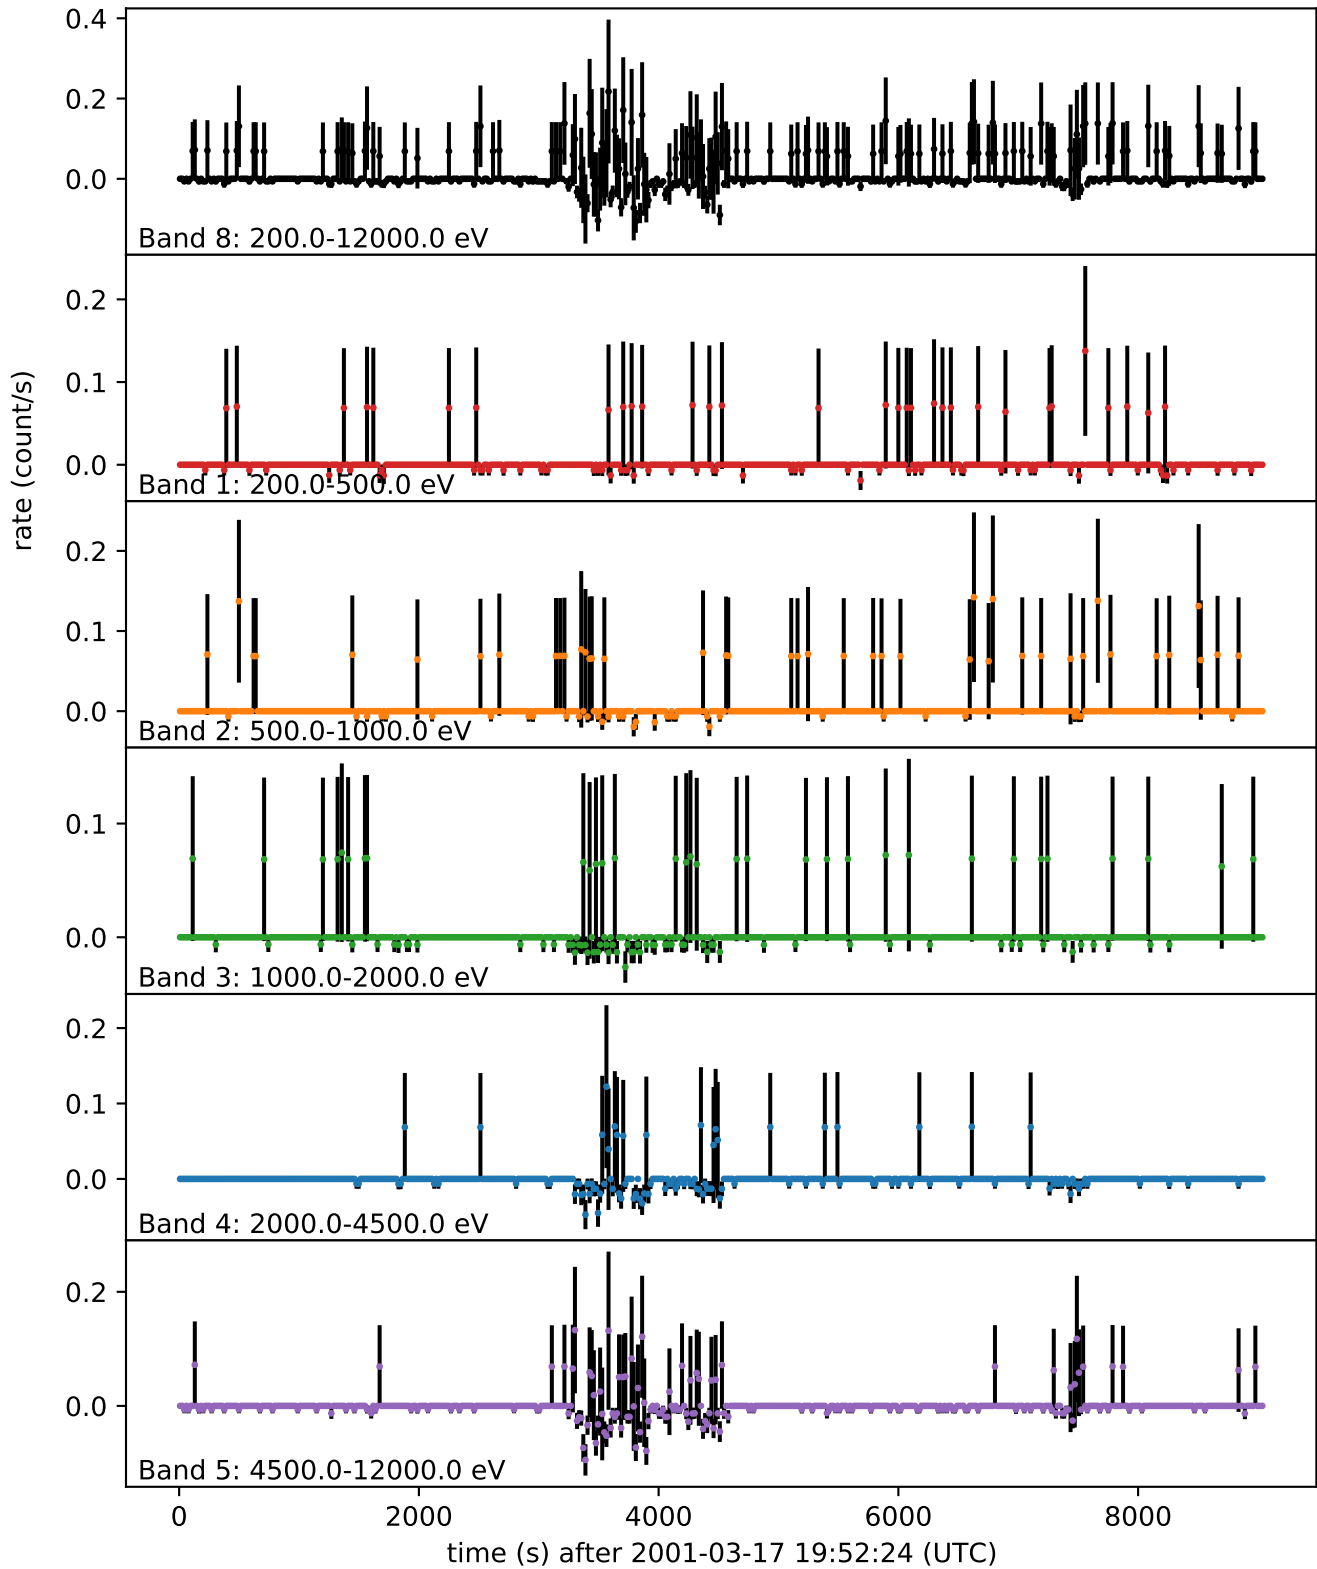 0.4
0.2
0.0
Band 8: 200.0-12000.0 eV
0.2
0.1
0.0
Band 1: 200.0-500.0 eV
rate (count/s)
0.2
0.1
0.0
Band 2: 500.0-1000.0 eV
0.1
0.0
Band 3: 1000.0-2000.0 eV
0.2
0.1
0.0
Band 4: 2000.0-4500.0 eV
0.2
0.0
Band 5: 4500.0-12000.0 eV
0 2000 4000 6000 8000
time (s) after 2001-03-17 19:52:24 (UTC)